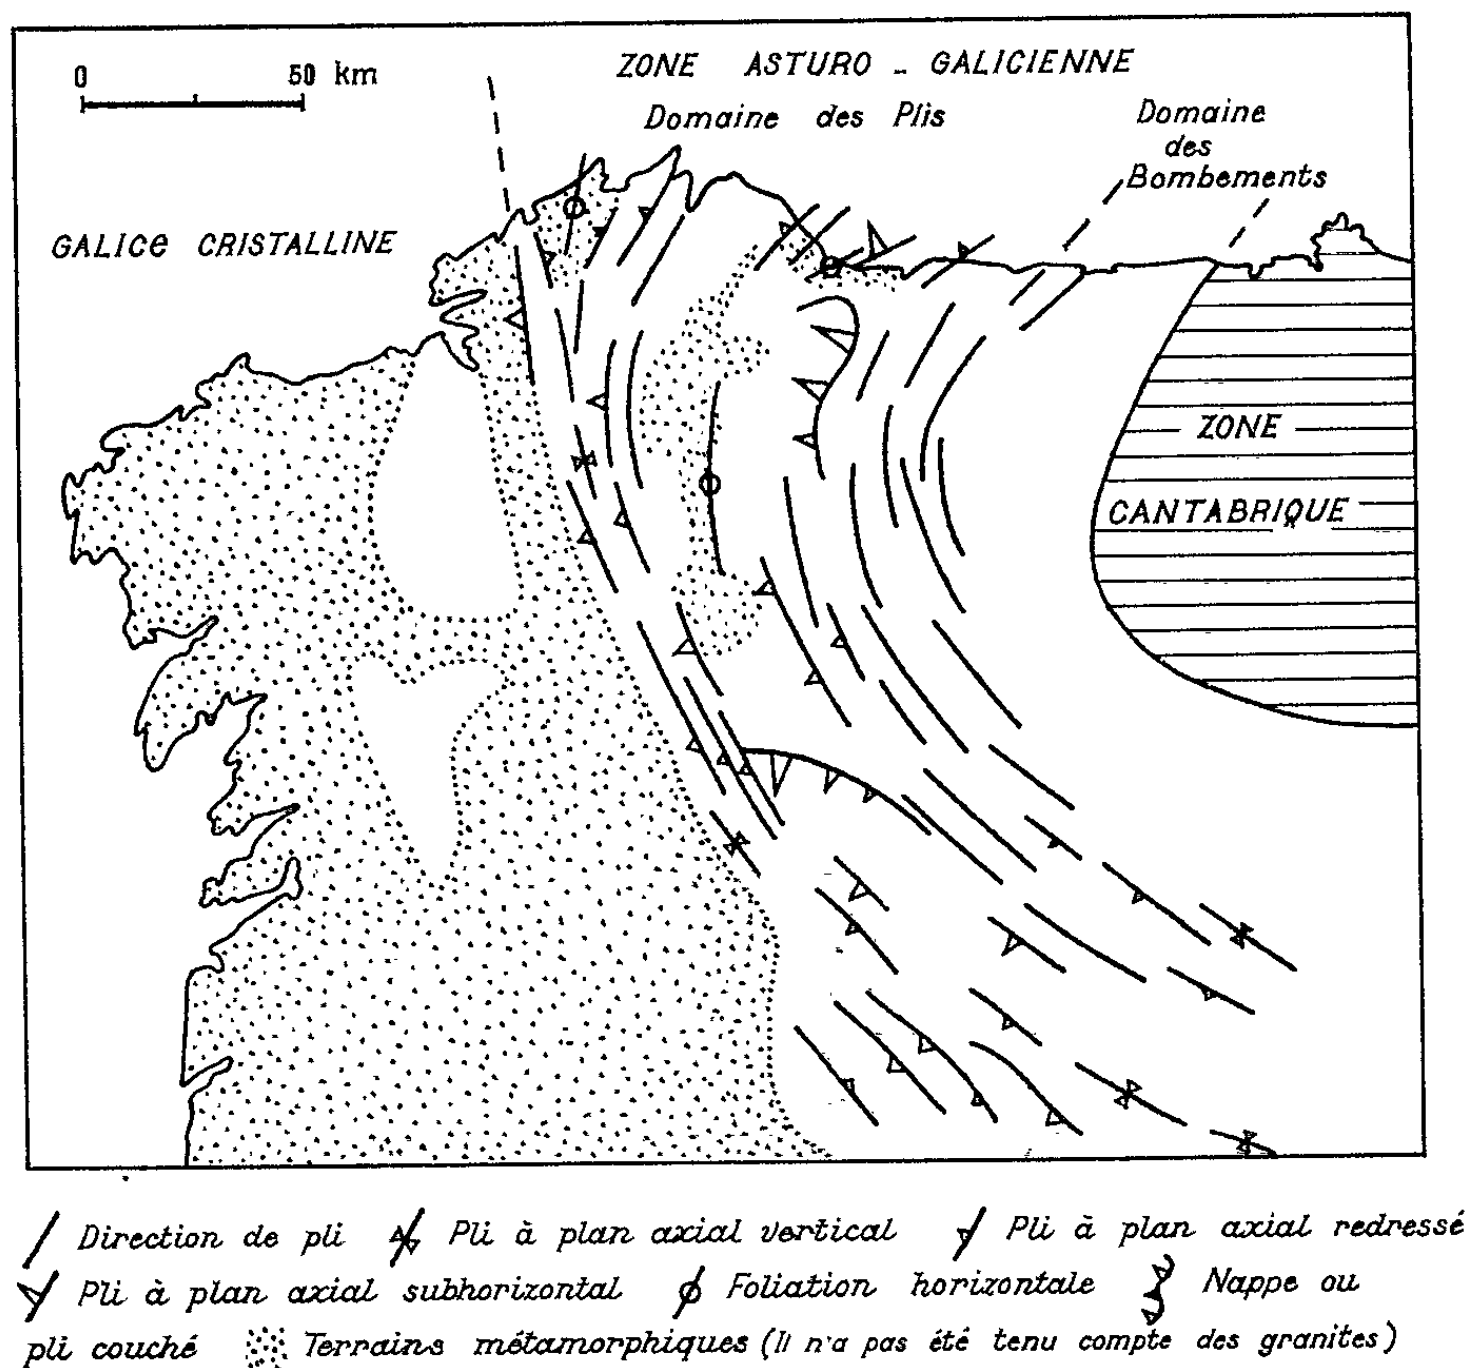 0 50 km
ZONE ASTURO - GALICIENNE
Domaine des Plis
Domaine
des
Bombements
GALICE CRISTALLINE
ZONE
CANTABRIQUE
Direction de pli Pli à plan axial vertical Pli à plan axial redressé
Pli à plan axial subhorizontal Foliation horizontale Nappe ou
pli couché Terrains métamorphiques (Il n'a pas été tenu compte des granites)